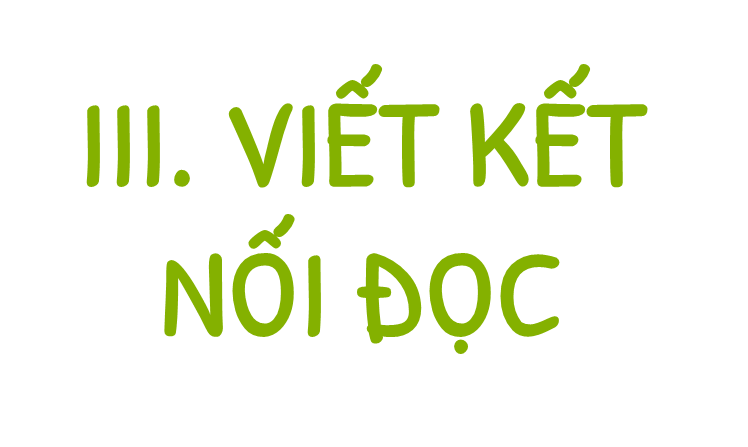 III. VIẾT KẾT
NỐI ĐỌC